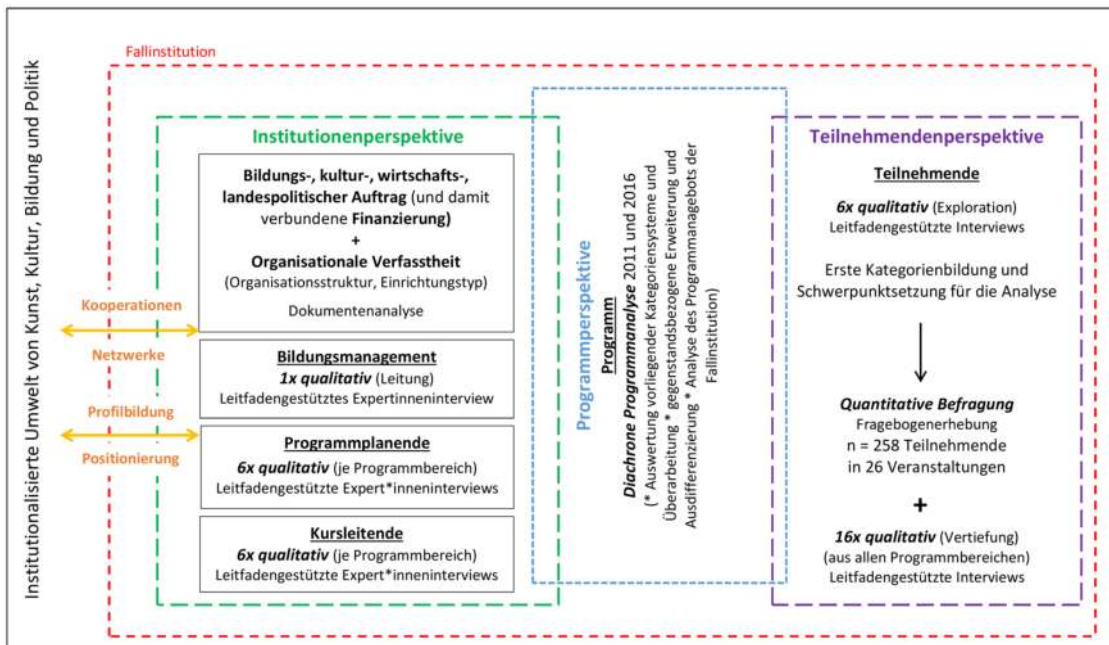 Institutionalisierte Umwelt von Kunst, Kultur, Bildung und Politik
Fallinstitution
Institutionenperspektive
Bildungs-, kultur-, wirtschafts-,
landespolitischer Auftrag (und damit
verbundene Finanzierung)
+
Organisationale Verfasstheit
(Organisationsstruktur, Einrichtungstyp)
Dokumentenanalyse
Kooperationen
Netzwerke
Profilbildung
Positionierung
Bildungsmanagement
1x qualitativ (Leitung)
Leitfadengestütztes Expertinneninterview
Programmplanende
6x qualitativ (je Programmbereich)
Leitfadengestützte Expert*inneninterviews
Kursleitende
6x qualitativ (je Programmbereich)
Leitfadengestützte Expert*inneninterviews
Programmperspektive
Programm
Diachrone Programmanalyse 2011 und 2016
(* Auswertung vorliegender Kategoriensysteme und
Überarbeitung * gegenstandsbezogene Erweiterung und
Ausdifferenzierung * Analyse des Programmanagebots der
Fallinstitution)
Teilnehmendenperspektive
Teilnehmende
6x qualitativ (Exploration)
Leitfadengestützte Interviews
Erste Kategorienbildung und
Schwerpunktsetzung für die Analyse
Quantitative Befragung
Fragebogenerhebung
n = 258 Teilnehmende
in 26 Veranstaltungen
+
16x qualitativ (Vertiefung)
(aus allen Programmbereichen)
Leitfadengestützte Interviews